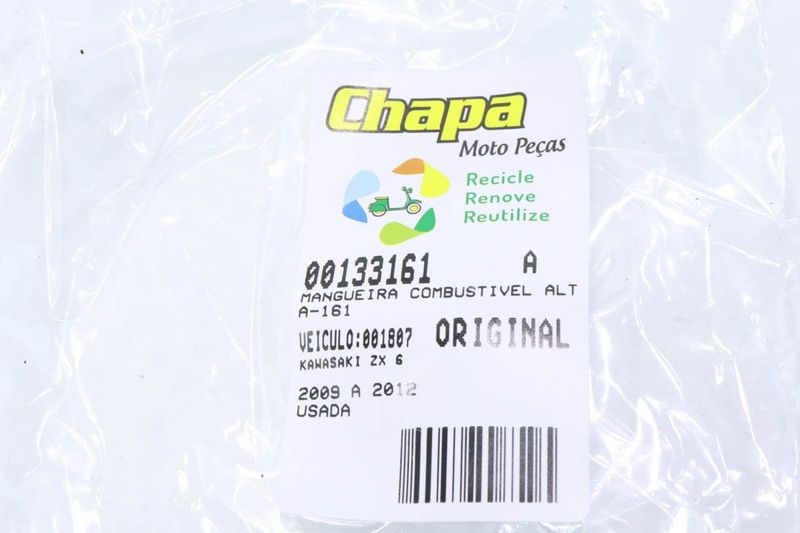 Chapa
Moto Peças
Recicle
Renove
Reutilize
00133161 A
MANGUEIRA COMBUSTIVEL ALT
A-161
VEICULO:001807 ORIGINAL
KAWASAKI ZX 6
2009 A 2012
USADA